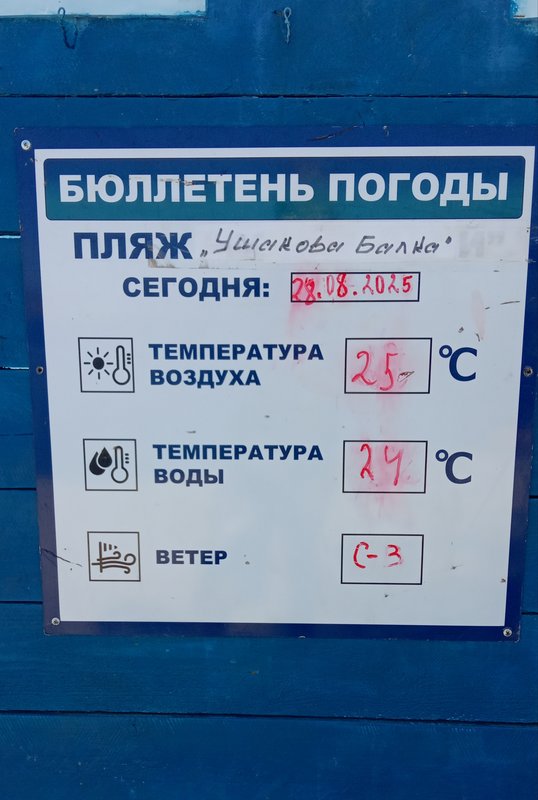 БЮЛЛЕТЕНЬ ПОГОДЫ
ПЛЯЖ „Ушакова Балка"
СЕГОДНЯ: 28.08.2025
ТЕМПЕРАТУРА ВОЗДУХА 25 °C
ТЕМПЕРАТУРА ВОДЫ 24 °C
ВЕТЕР С-З